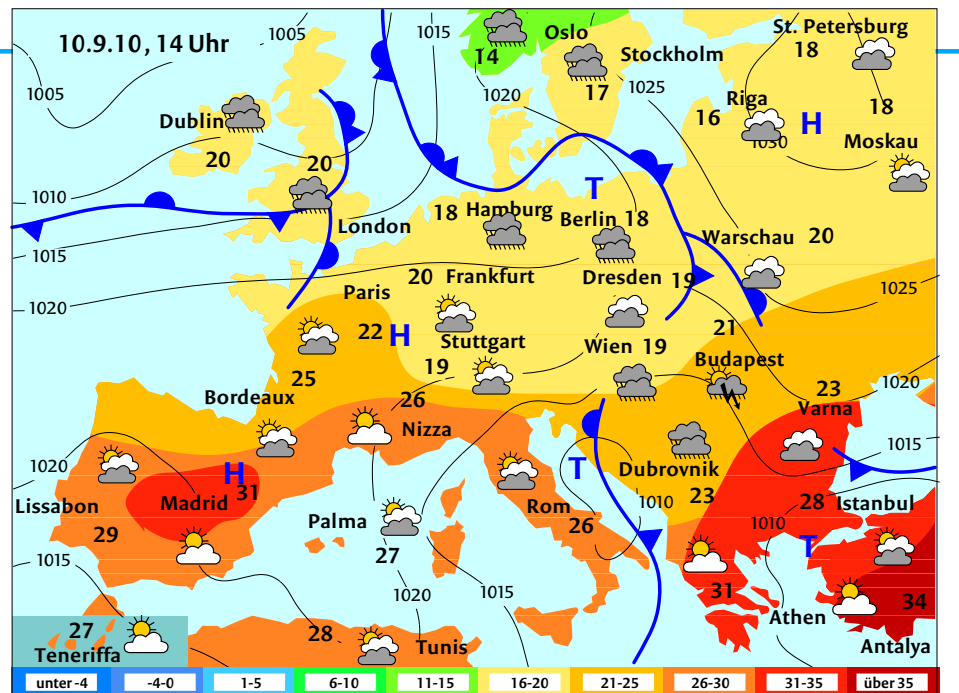 10.9.10, 14 Uhr
1005
1015
Oslo
St. Petersburg
1005
14
Stockholm
18
1005
1020
17
1025
Riga
16
18
Dublin
H
1030
Moskau
20
20
1010
T
18 Hamburg
Berlin 18
London
Warschau 20
1015
20 Frankfurt
Dresden 19
Paris
1025
1020
22 H
21
Stuttgart
Wien 19
Budapest
19
25
23
1020
Bordeaux
26
Varna
Nizza
1015
1020
H
T
Dubrovnik
Madrid 31
Lissabon
Palma
Rom
1010
23
28
Istanbul
29
26
1010
27
T
1015
31
1015
1020
34
27
28
Athen
Teneriffa
Tunis
Antalya
unter -4
-4-0
1-5
6-10
11-15
16-20
21-25
26-30
31-35
über 35